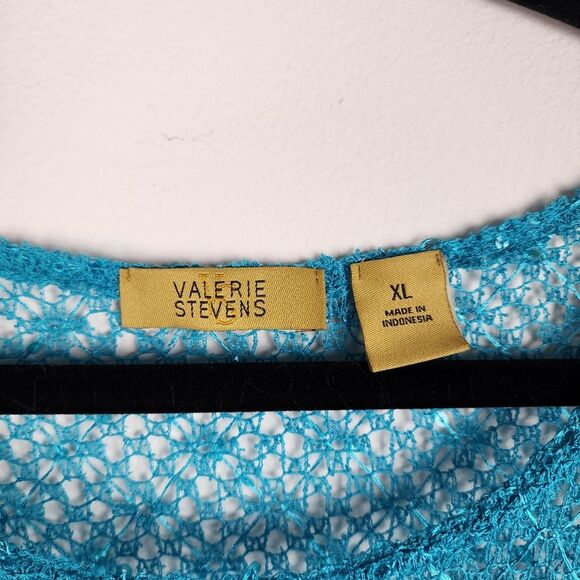 VALERIE
STEVENS
XL
MADE IN
INDONESIA